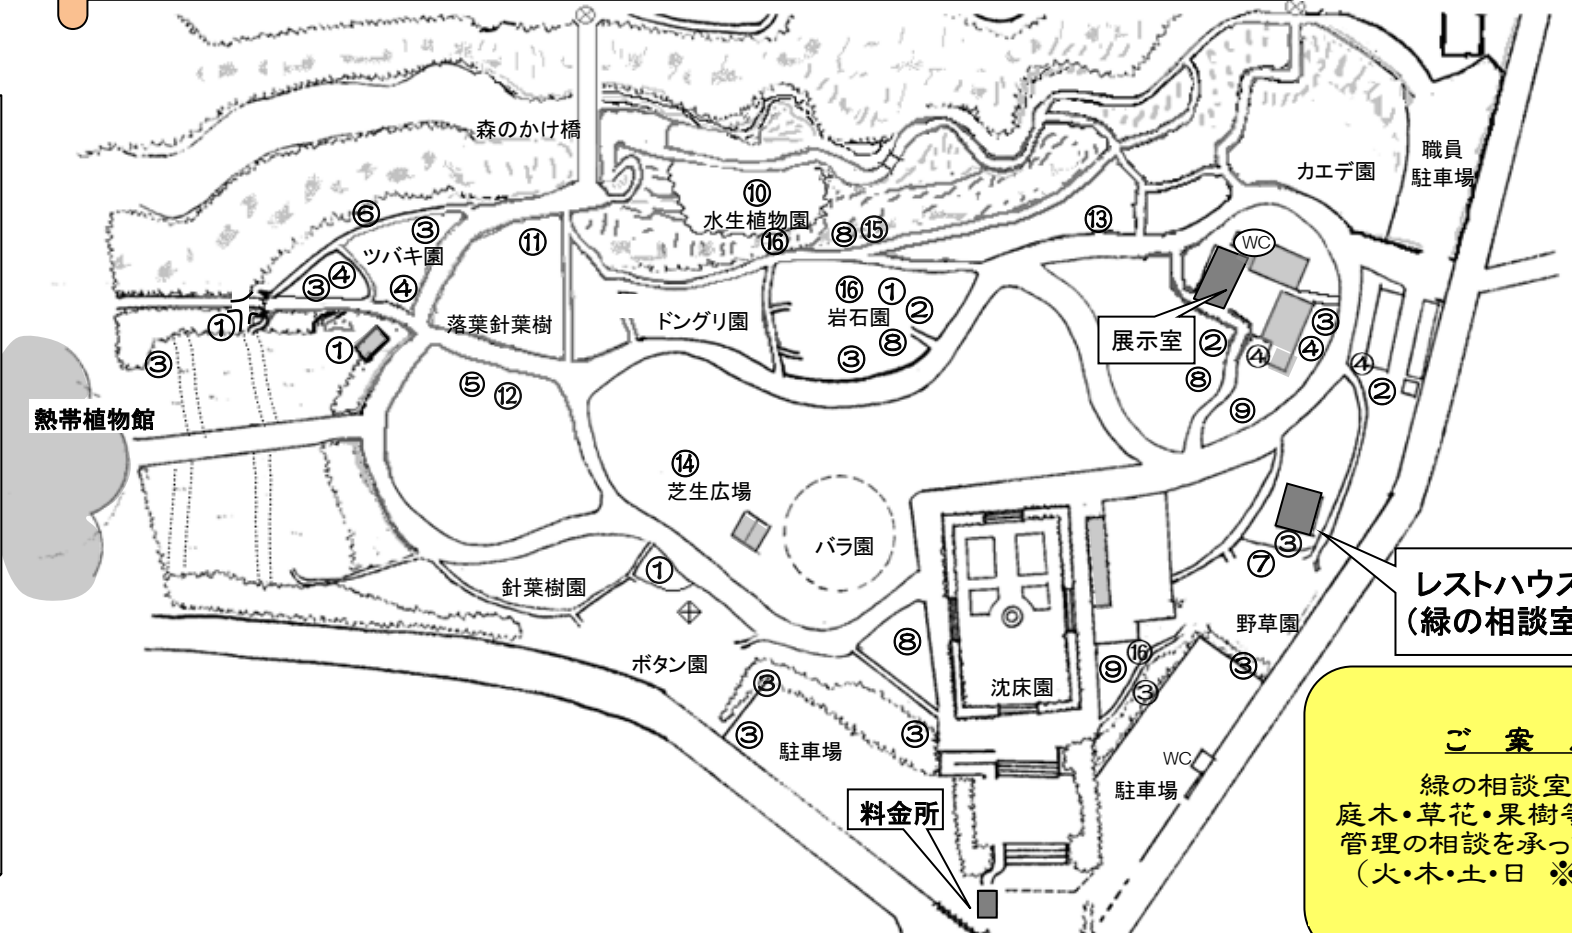 森のかけ橋
職員
駐車場
カエデ園
⑩
水生植物園
⑯
⑧
⑮
⑬
⑥
③
ツバキ園
③
④
④
⑪
WC
①
落葉針葉樹
ドングリ園
⑯
①
②
岩石園
⑧
③
展示室
②
⑧
③
④
④
④
②
⑨
③
①
⑤
⑫
熱帯植物館
⑭
芝生広場
バラ園
③
⑦
レストハウス
(緑の相談室
針葉樹園
①
野草園
⑧
⑯
⑨
③
③
ボタン園
沈床園
③
③
③
駐車場
WC
駐車場
料金所
ご 案
緑の相談室
庭木・草花・果樹等
管理の相談を承っ
(火・木・土・日 ※